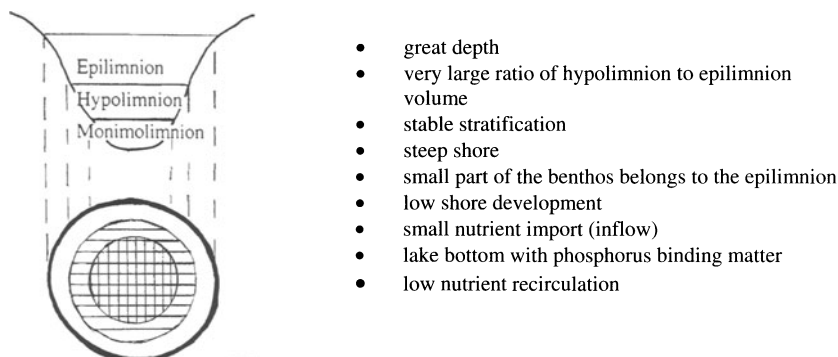 Epilimnion
Hypolimnion
Monimolimnion
• great depth
• very large ratio of hypolimnion to epilimnion
volume
• stable stratification
• steep shore
• small part of the benthos belongs to the epilimnion
• low shore development
• small nutrient import (inflow)
• lake bottom with phosphorus binding matter
• low nutrient recirculation